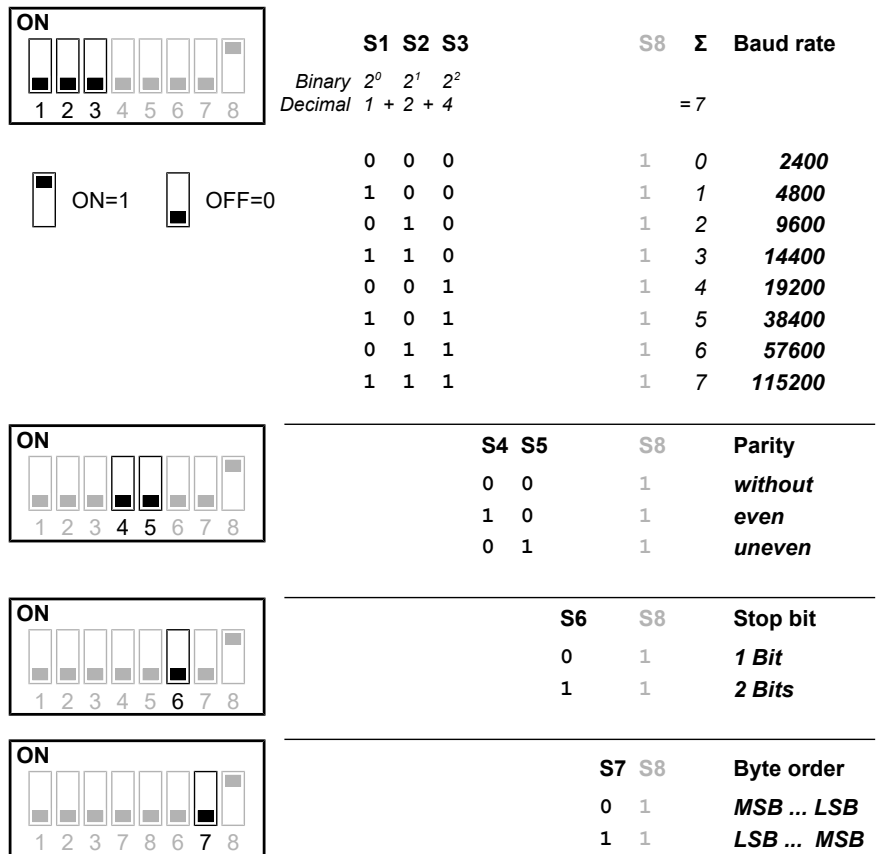 ON
S1 S2 S3 S8 Σ Baud rate
Binary 2⁰ 2¹ 2²
1 2 3 4 5 6 7 8 Decimal 1 + 2 + 4 = 7
0 0 0 1 0 2400
ON=1 OFF=0 1 0 0 1 1 4800
0 1 0 1 2 9600
1 1 0 1 3 14400
0 0 1 1 4 19200
1 0 1 1 5 38400
0 1 1 1 6 57600
1 1 1 1 7 115200
ON S4 S5 S8 Parity
0 0 1 without
1 2 3 4 5 6 7 8 1 0 1 even
0 1 1 uneven
ON S6 S8 Stop bit
0 1 1 Bit
1 2 3 4 5 6 7 8 1 1 2 Bits
ON S7 S8 Byte order
0 1 MSB ... LSB
1 2 3 7 8 6 7 8 1 1 LSB ... MSB